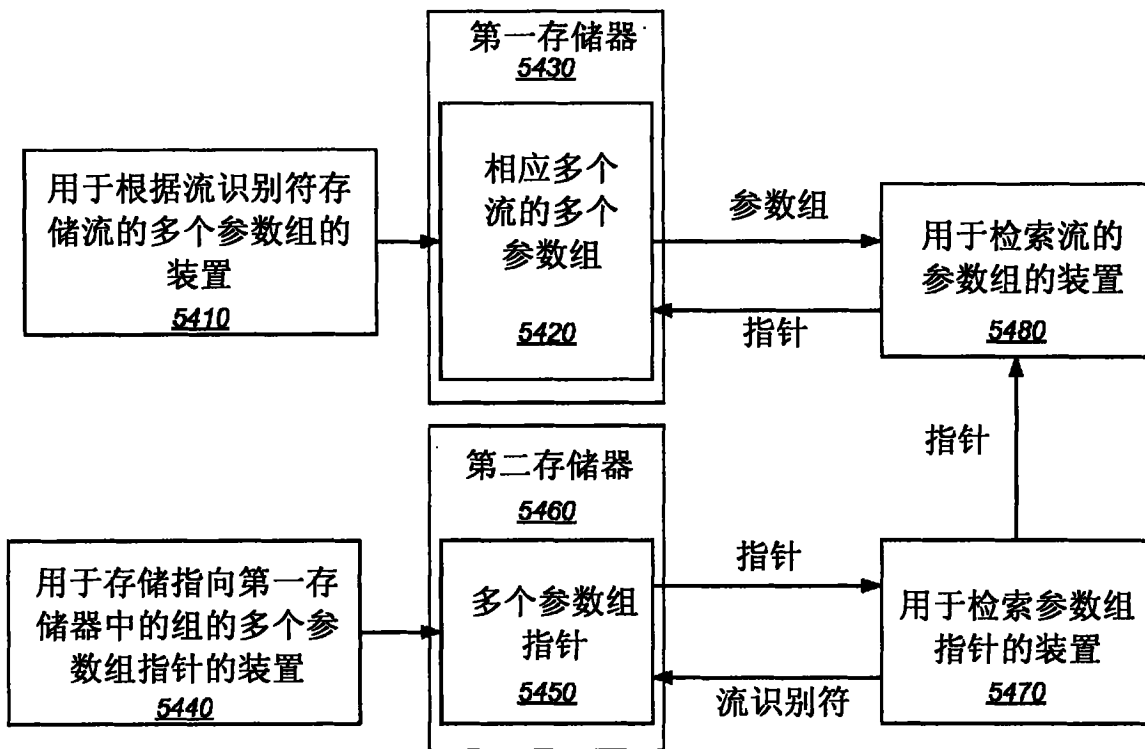 第一存储器
5430
用于根据流识别符存
储流的多个参数组的
装置
5410
相应多个
流的多个
参数组
5420
参数组
指针
用于检索流的
参数组的装置
5480
指针
第二存储器
5460
用于存储指向第一存
储器中的组的多个参
数组指针的装置
5440
多个参数组
指针
5450
指针
流识别符
用于检索参数组
指针的装置
5470